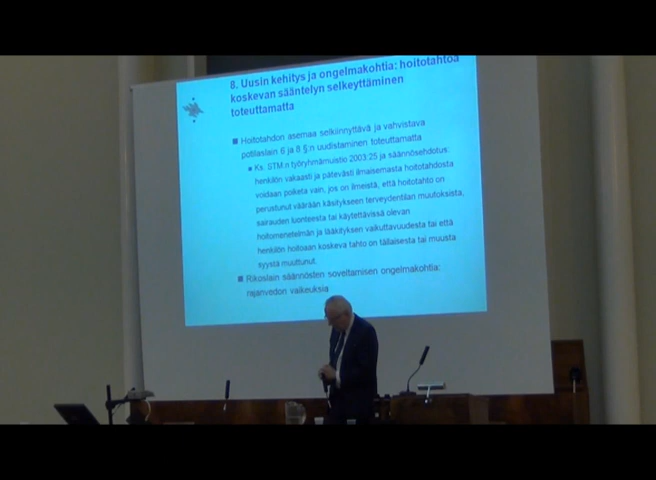 8. Uusin kehitys ja ongelmakohtia: hoitotahtoa
koskevan sääntelyn selkeyttäminen
toteuttamatta
Hoitotahdon asemaa selkiinnyttävä ja vahvistava
potilaslain 6 ja 8 §:n uudistaminen toteuttamatta
Ks. STM:n työryhmämuistio 2003:25 ja säännösehdotus:
henkilön vakaasti ja pätevästi ilmaisemasta hoitotahdosta
voidaan poiketa vain, jos on ilmeistä, että hoitotahto on
perustunut väärään käsitykseen terveydentilan muutoksista,
sairauden luonteesta tai käytettävissä olevan
hoitomenetelmän ja lääkityksen vaikuttavuudesta tai että
henkilön hoitoaan koskeva tahto on tällaisesta tai muusta
syystä muuttunut.
Rikoslain säännösten soveltamisen ongelmakohtia:
rajanvedon vaikeuksia